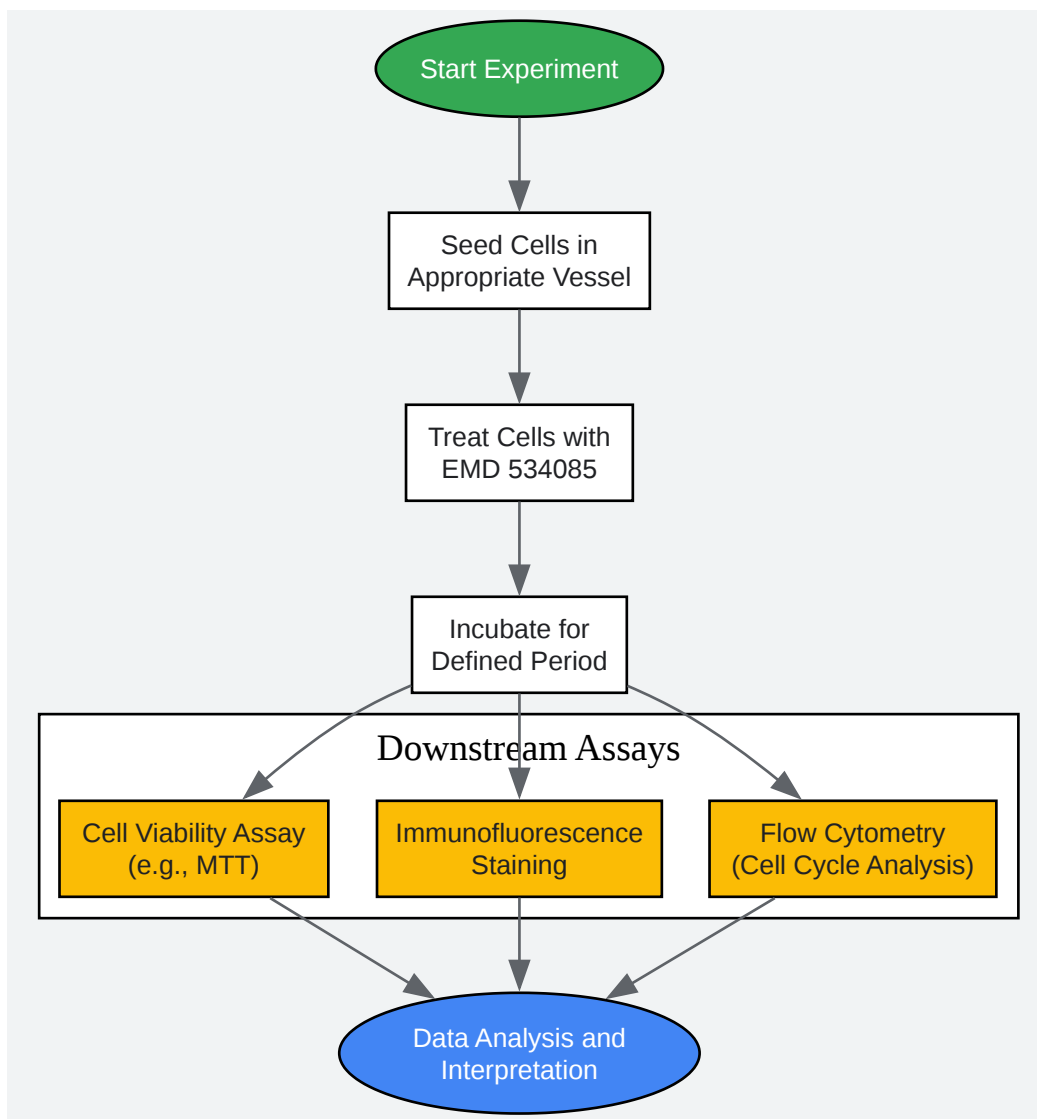 Start Experiment
Seed Cells in
Appropriate Vessel
Treat Cells with
EMD 534085
Incubate for
Defined Period
Downstream Assays
Cell Viability Assay
(e.g., MTT)
Immunofluorescence
Staining
Flow Cytometry
(Cell Cycle Analysis)
Data Analysis and
Interpretation